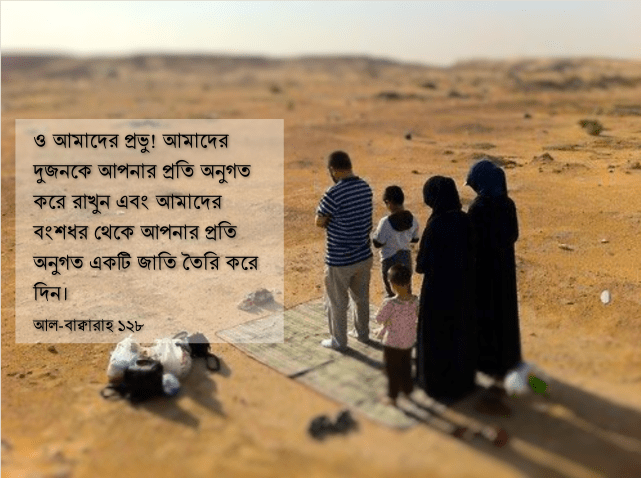 ও আমাদের প্রভু! আমাদের
দুজনকে আপনার প্রতি অনুগত
করে রাখুন এবং আমাদের
বংশধর থেকে আপনার প্রতি
অনুগত একটি জাতি তৈরি করে
দিন।
আল-বাক্বারাহ ১২৮